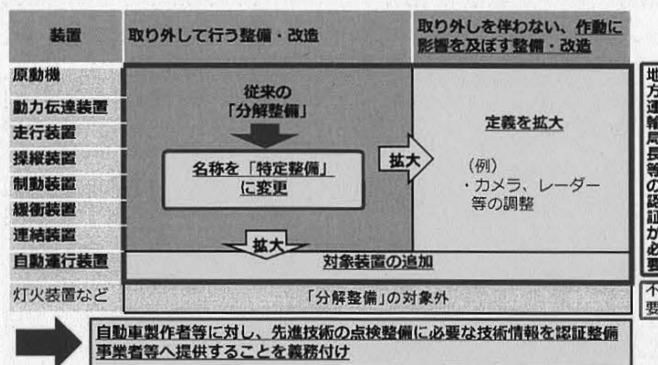 装置
取り外して行う整備・改造
取り外しを伴わない、作動に
影響を及ぼす整備・改造
原動機
動力伝達装置
走行装置
操縦装置
制動装置
緩衝装置
連結装置
自動運行装置
灯火装置など
従来の
「分解整備」
名称を「特定整備」
に変更
拡大
定義を拡大
(例)
・カメラ、レーダー
等の調整
拡大
対象装置の追加
「分解整備」の対象外
地方運輸局長等の認証が必要
不要
自動車製作者等に対し、先進技術の点検整備に必要な技術情報を認証整備
事業者等へ提供することを義務付け